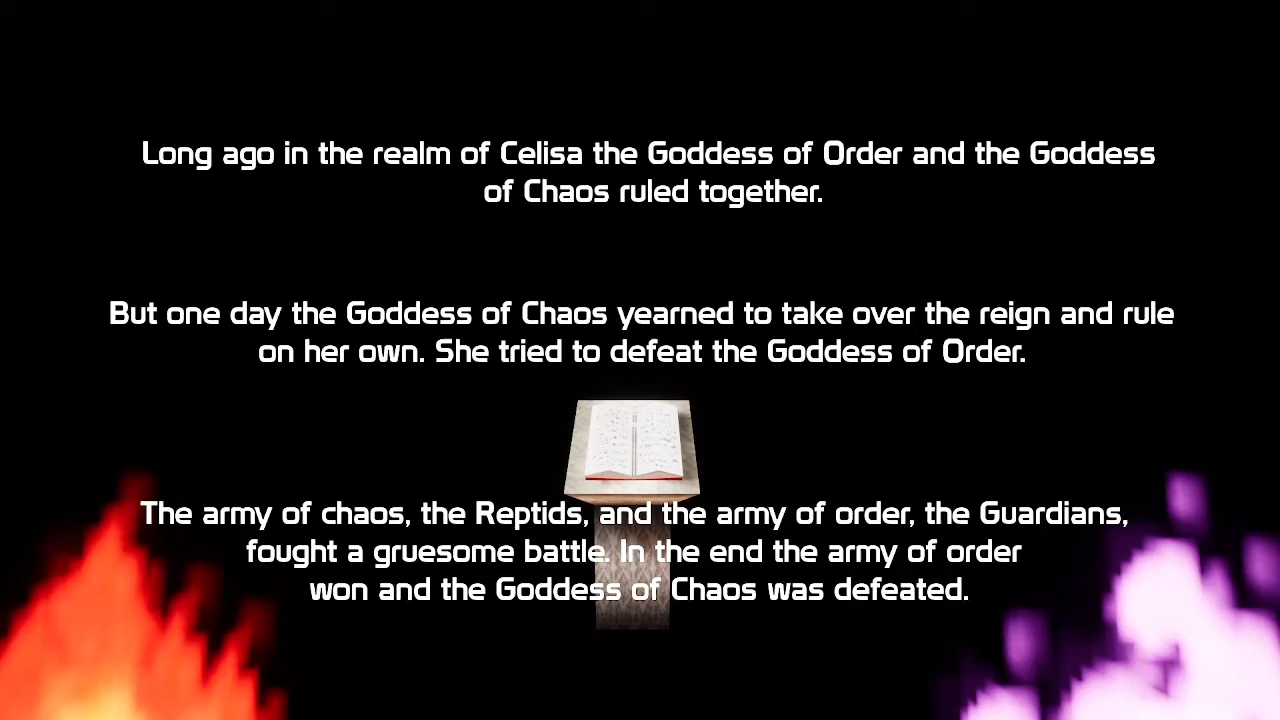 Long ago in the realm of Celisa the Goddess of Order and the Goddess
of Chaos ruled together.
But one day the Goddess of Chaos yearned to take over the reign and rule
on her own. She tried to defeat the Goddess of Order.
The army of chaos, the Reptids, and the army of order, the Guardians,
fought a gruesome battle. In the end the army of order
won and the Goddess of Chaos was defeated.